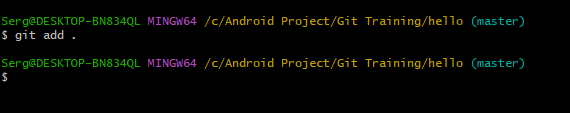 Serg@DESKTOP-BN834QL MINGW64 /c/Android Project/Git Training/hello (master)
$ git add .
Serg@DESKTOP-BN834QL MINGW64 /c/Android Project/Git Training/hello (master)
$